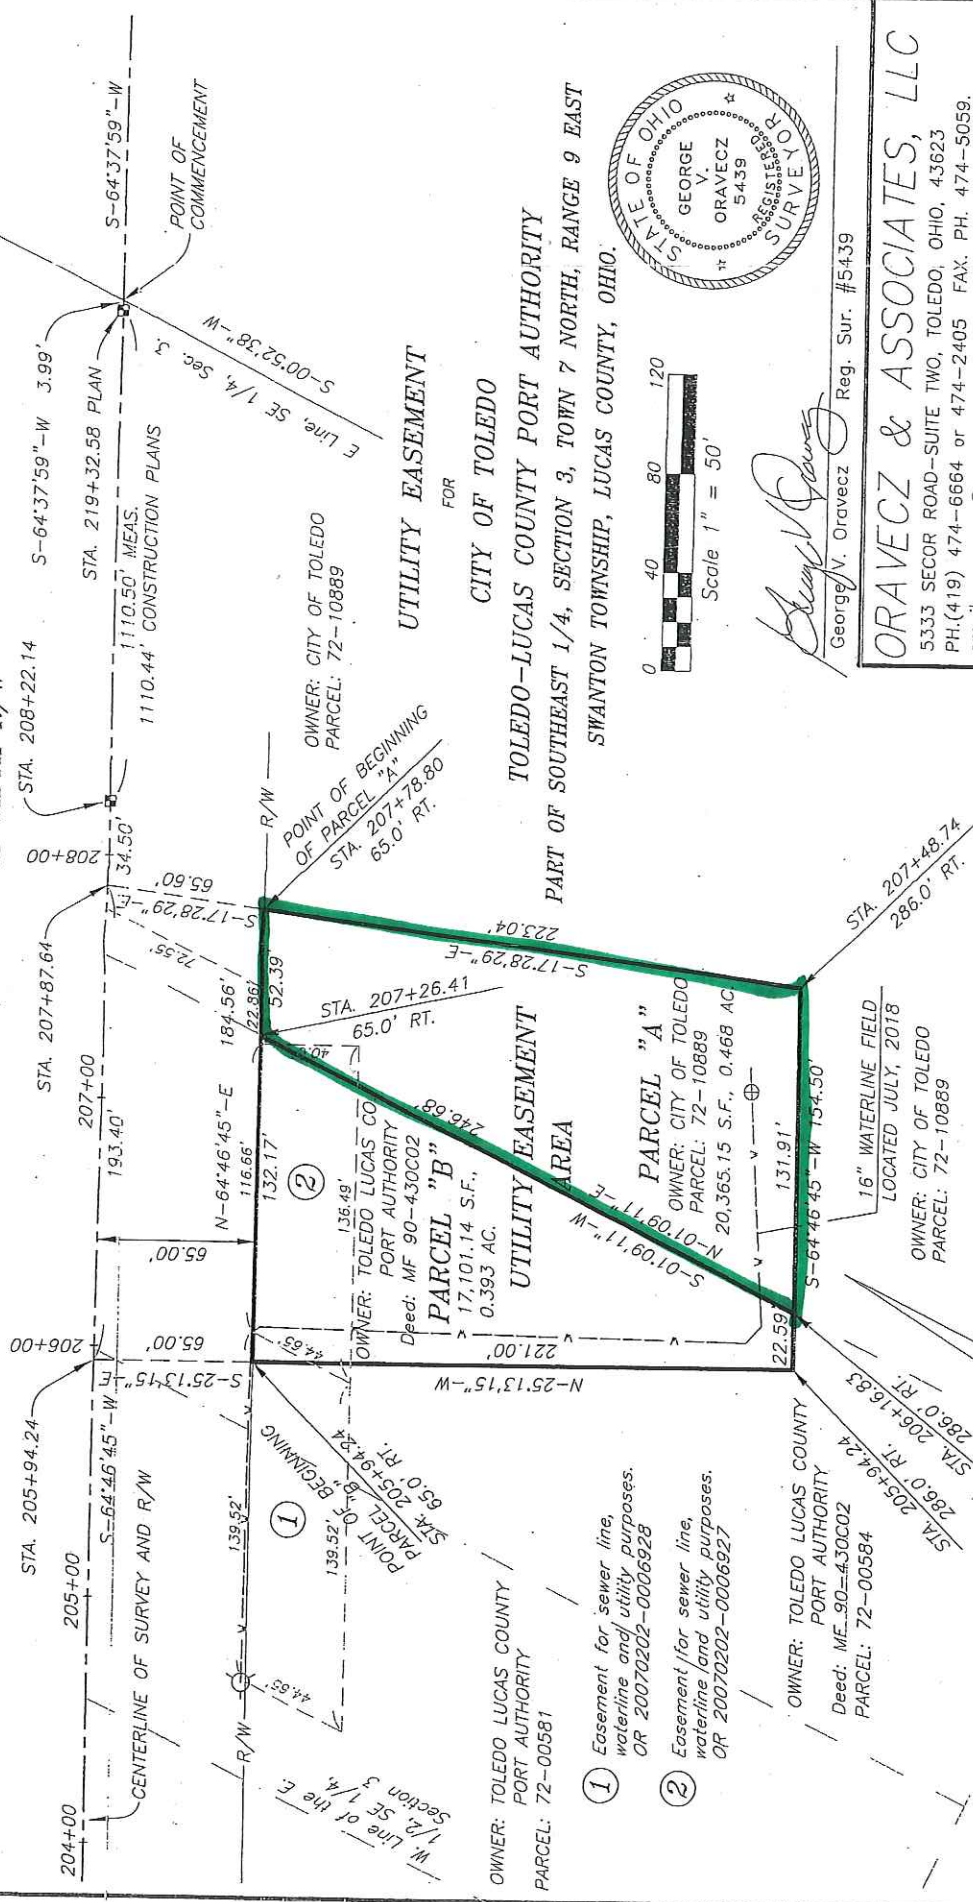 204+00
CENTERLINE OF SURVEY AND R/W
205+00
STA. 205+94.24
S-64°46'45"-W
206+00
193.40'
207+00
STA. 207+87.64
34.50'
208+00
STA. 208+22.14
1110.50' MEAS.
1110.44' CONSTRUCTION PLANS
S-64°37'59"-W 3.99'
STA. 219+32.58 PLAN
S-64°37'59"-W
POINT OF
COMMENCEMENT
E Line, SE 1/4, Sec. 3
S-00°52'38"-W
R/W
W. Line of the E.
1/2, SE 1/4,
Section 3
44.65'
139.52'
139.52'
1
POINT OF BEGINNING
PARCEL "B"
STA. 205+94.24
65.0' RT.
S-25°13'15"-E
65.00'
65.00'
N-64°46'45"-E
184.56'
116.66'
22.86'
132.17'
52.39'
72.55'
S-17°28'29"-E
65.60'
R/W
POINT OF BEGINNING
OF PARCEL "A"
STA. 207+78.80
65.0' RT.
OWNER: CITY OF TOLEDO
PARCEL: 72-10889
2
44.65'
136.49'
40.0'
STA. 207+26.41
65.0' RT.
OWNER: TOLEDO LUCAS CO.
PORT AUTHORITY
Deed: MF 90-430C02
PARCEL "B"
17,101.14 S.F.,
0.393 AC.
246.68'
S-01°09'11"-W
N-01°09'11"-E
UTILITY EASEMENT
AREA
PARCEL "A"
OWNER: CITY OF TOLEDO
PARCEL: 72-10889
20,365.15 S.F., 0.468 AC.
S-17°28'29"-E
223.04'
N-25°13'15"-W
221.00'
22.59'
131.91'
S-64°46'45"-W 154.50'
STA. 207+48.74
286.0' RT.
16" WATERLINE FIELD
LOCATED JULY, 2018
OWNER: CITY OF TOLEDO
PARCEL: 72-10889
STA. 206+16.83
286.0' RT.
STA. 205+94.24
286.0' RT.
OWNER: TOLEDO LUCAS COUNTY
PORT AUTHORITY
PARCEL: 72-00581
1 Easement for sewer line,
waterline and utility purposes.
OR 20070202-0006928
2 Easement for sewer line,
waterline and utility purposes.
OR 20070202-0006927
OWNER: TOLEDO LUCAS COUNTY
PORT AUTHORITY
Deed: MF 90-430C02
PARCEL: 72-00584
UTILITY EASEMENT
FOR
CITY OF TOLEDO
TOLEDO-LUCAS COUNTY PORT AUTHORITY
PART OF SOUTHEAST 1/4, SECTION 3, TOWN 7 NORTH, RANGE 9 EAST
SWANTON TOWNSHIP, LUCAS COUNTY, OHIO.
0 40 80 120
Scale 1" = 50'
STATE OF OHIO
GEORGE
V.
ORAVECZ
5439
REGISTERED
SURVEYOR
George V. Oravecz Reg. Sur. #5439
ORAVECZ & ASSOCIATES, LLC
5333 SECOR ROAD-SUITE TWO, TOLEDO, OHIO, 43623
PH.(419) 474-6664 or 474-2405 FAX. PH. 474-5059.